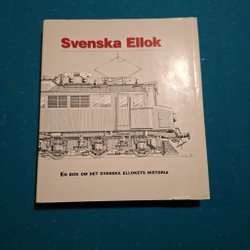 Svenska Ellok
EN BOK OM DET SVENSKA ELLOKETS HISTORIA